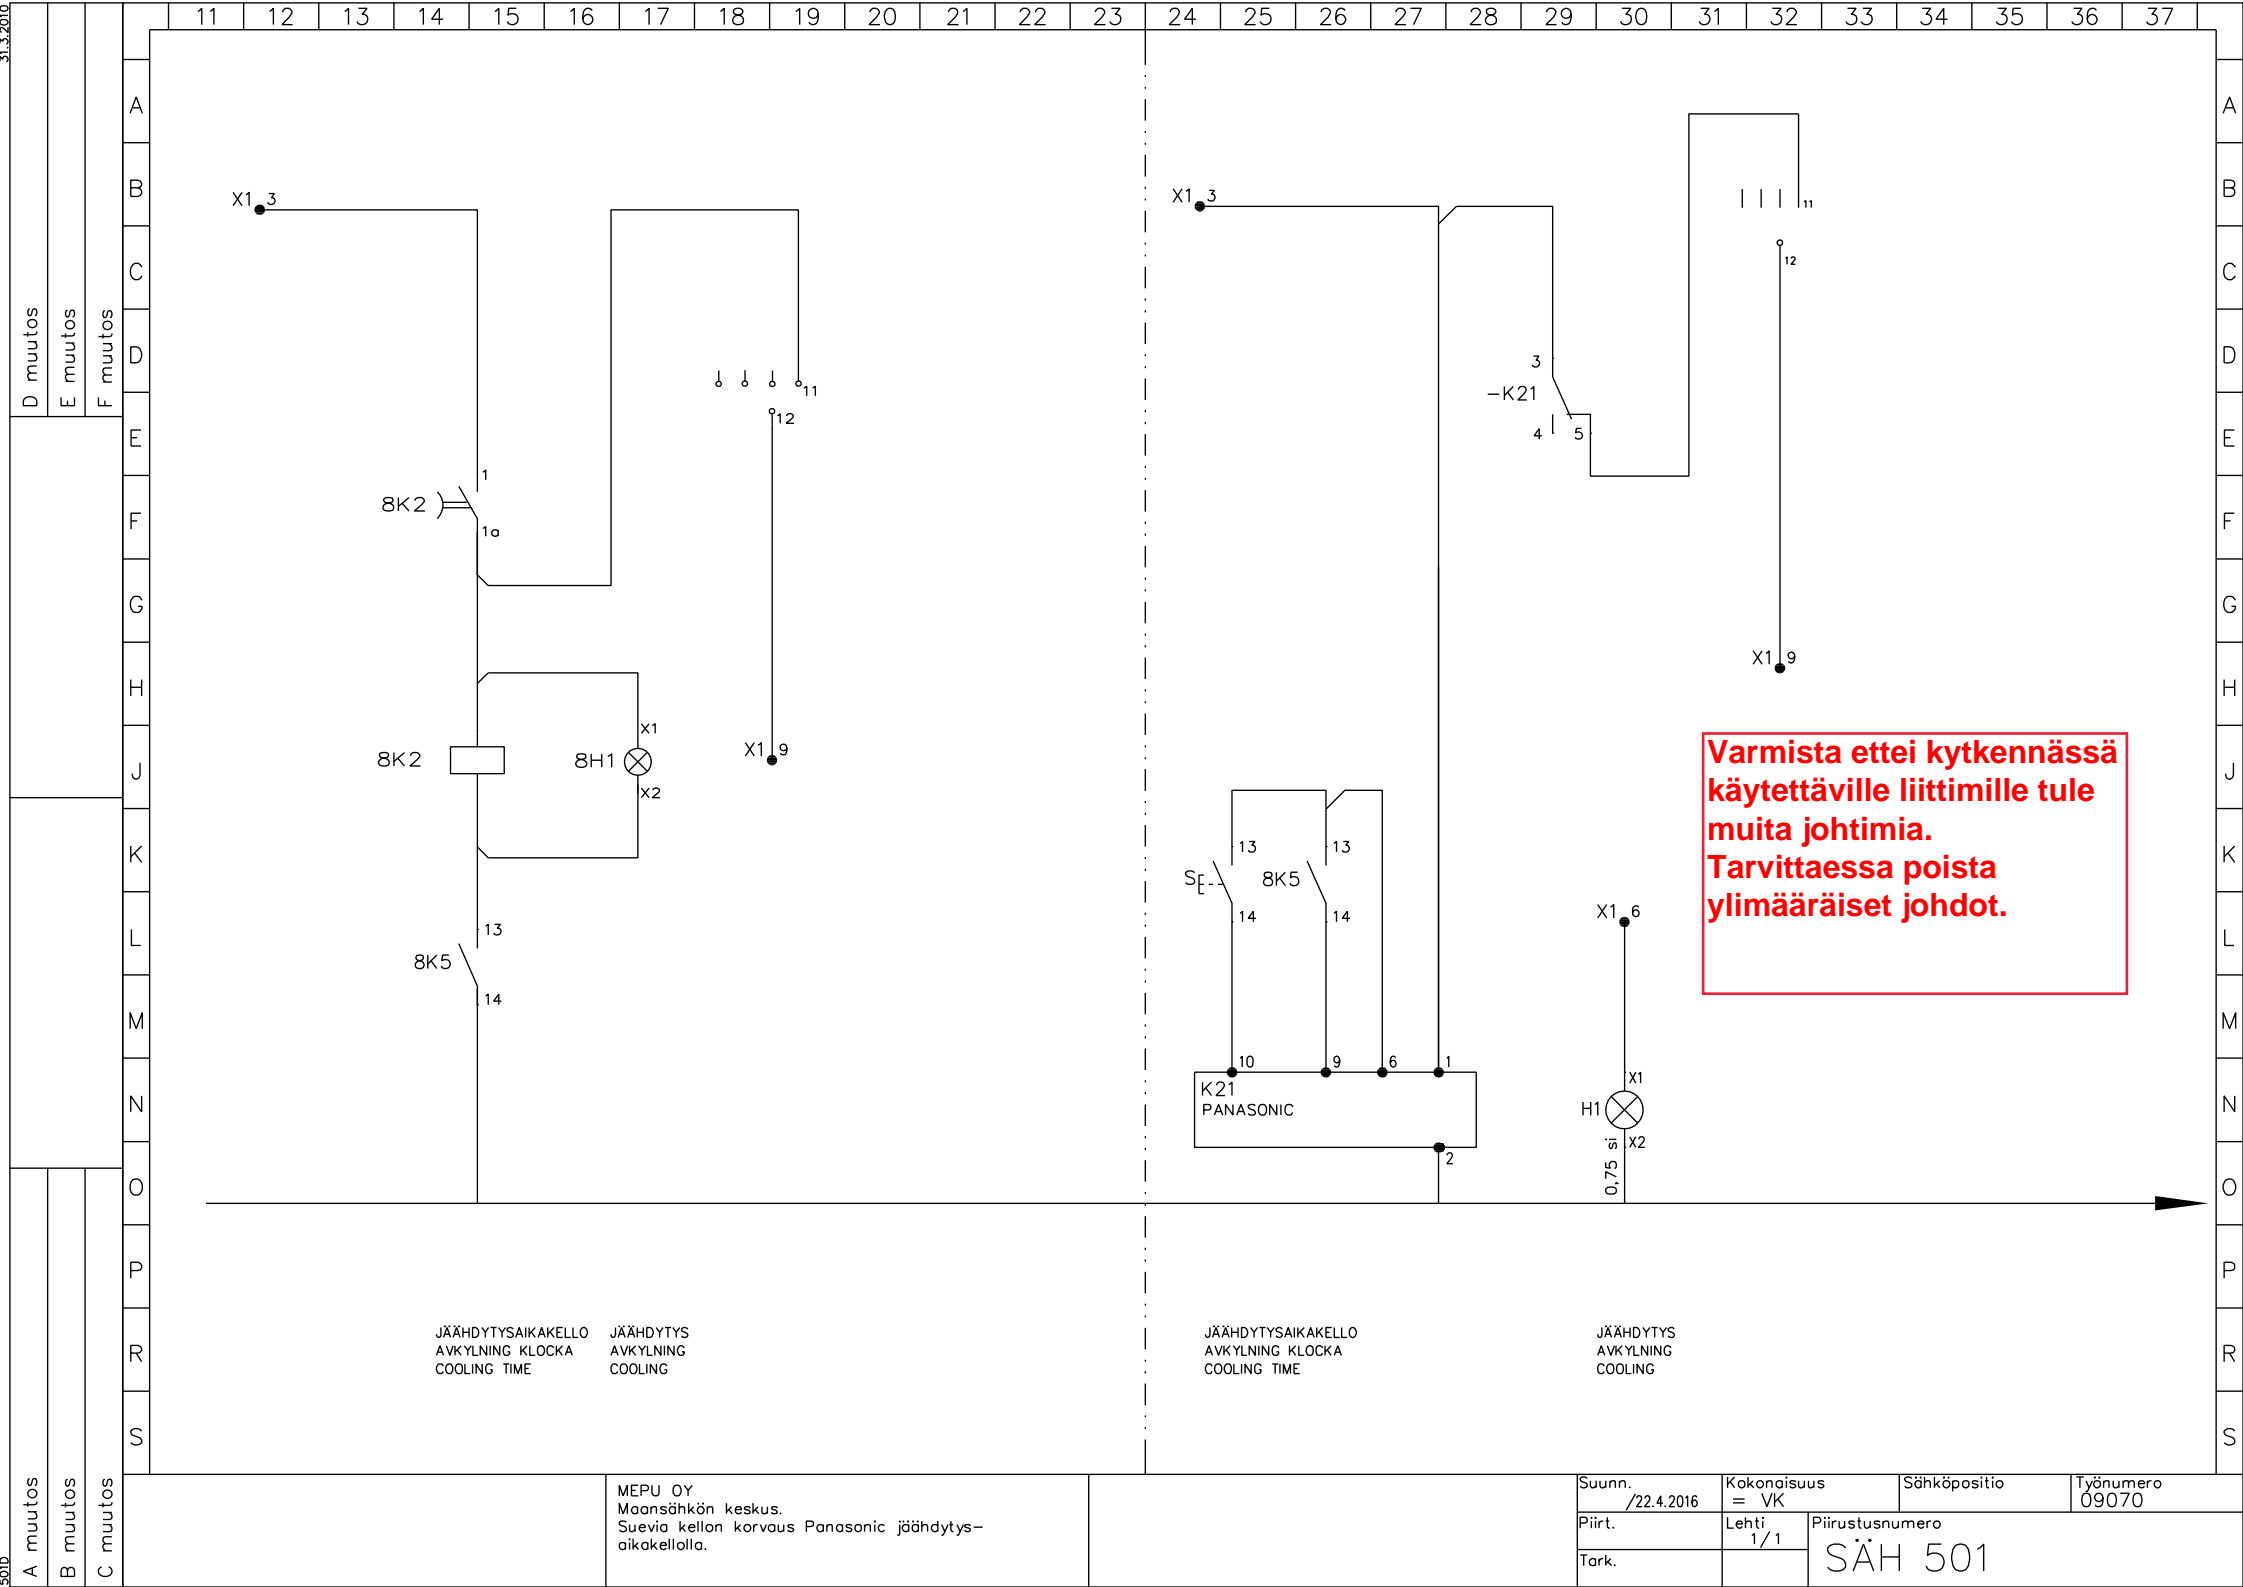 11 12 13 14 15 16 17 18 19 20 21 22 23 24 25 26 27 28 29 30 31 32 33 34 35 36 37
31.3.2010
D muutos
E muutos
F muutos
A muutos
B muutos
C muutos
501D
A
B
C
D
E
F
G
H
J
K
L
M
N
O
P
R
S
X1 3
11
12
1
8K2
1a
X1
8K2
8H1
X2
X1 9
13
8K5
14
JÄÄHDYTYSAIKAKELLO
AVKYLNING KLOCKA
COOLING TIME
JÄÄHDYTYS
AVKYLNING
COOLING
X1 3
11
12
3
-K21
4 5
X1 9
Varmista ettei kytkennässä
käytettäville liittimille tule
muita johtimia.
Tarvittaessa poista
ylimääräiset johdot.
13 13
S 8K5
14 14
X1 6
10 9 6 1
K21
PANASONIC
2
X1
H1
X2
0,75 si
JÄÄHDYTYSAIKAKELLO
AVKYLNING KLOCKA
COOLING TIME
JÄÄHDYTYS
AVKYLNING
COOLING
A
B
C
D
E
F
G
H
J
K
L
M
N
O
P
R
S
MEPU OY
Maansähkön keskus.
Suevia kellon korvaus Panasonic jäähdytys-
aikakellolla.
Suunn.
/22.4.2016
Kokonaisuus
= VK
Sähköpositio
Työnumero
09070
Piirt.
Lehti
1/1
Piirustusnumero
SÄH 501
Tark.